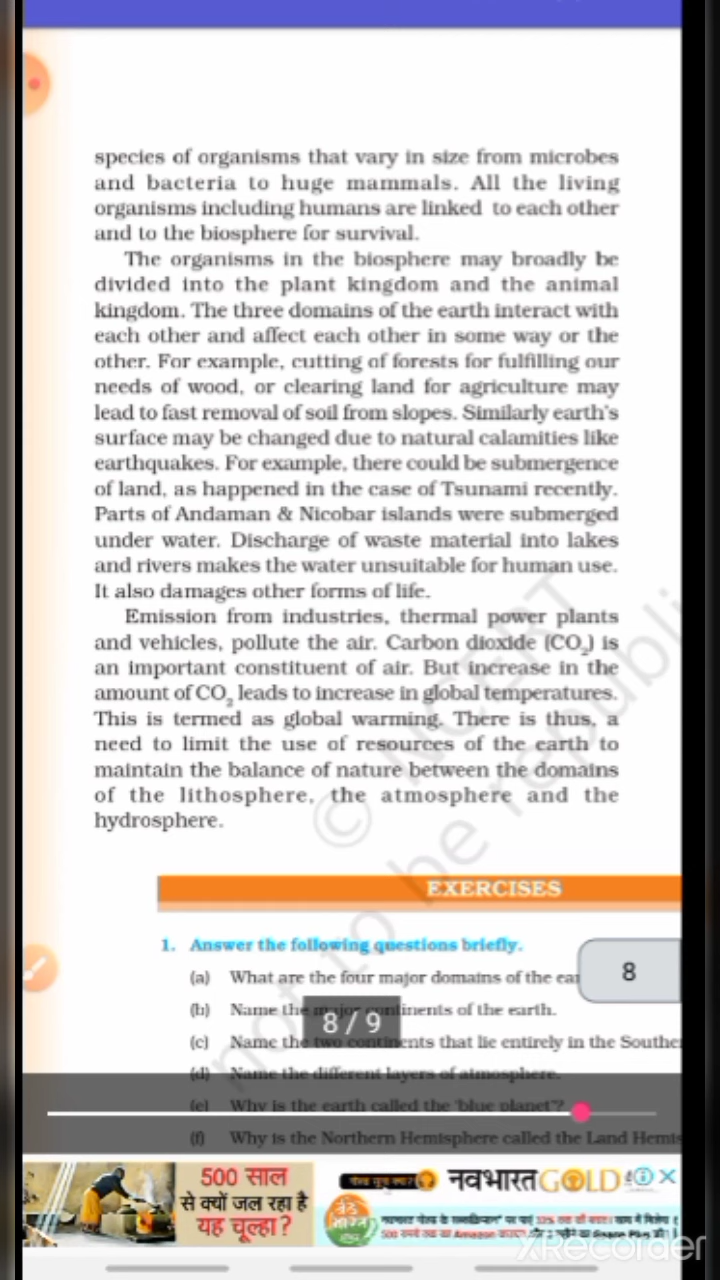 species of organisms that vary in size from microbes
and bacteria to huge mammals. All the living
organisms including humans are linked to each other
and to the biosphere for survival.
The organisms in the biosphere may broadly be
divided into the plant kingdom and the animal
kingdom. The three domains of the earth interact with
each other and affect each other in some way or the
other. For example, cutting of forests for fulfilling our
needs of wood, or clearing land for agriculture may
lead to fast removal of soil from slopes. Similarly earth's
surface may be changed due to natural calamities like
earthquakes. For example, there could be submergence
of land, as happened in the case of Tsunami recently.
Parts of Andaman & Nicobar islands were submerged
under water. Discharge of waste material into lakes
and rivers makes the water unsuitable for human use.
It also damages other forms of life.
Emission from industries, thermal power plants
and vehicles, pollute the air. Carbon dioxide (CO₂) is
an important constituent of air. But increase in the
amount of CO₂ leads to increase in global temperatures.
This is termed as global warming. There is thus, a
need to limit the use of resources of the earth to
maintain the balance of nature between the domains
of the lithosphere, the atmosphere and the
hydrosphere.
© NCERT
not to be republi
EXERCISES
1. Answer the following questions briefly.
(a) What are the four major domains of the ear
8
(b) Name the major continents of the earth.
8 / 9
(c) Name the two continents that lie entirely in the Southe
(d) Name the different layers of atmosphere.
(e) Why is the earth called the 'blue planet'?
(f) Why is the Northern Hemisphere called the Land Hemis
500 साल
से क्यों जल रहा है
यह चूल्हा?
नवभारत GOLD
XRecorder